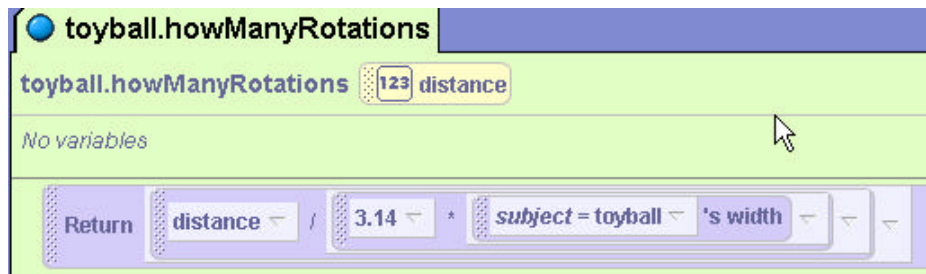 toyball.howManyRotations
toyball.howManyRotations 123 distance
No variables
Return distance / 3.14 * subject = toyball 's width